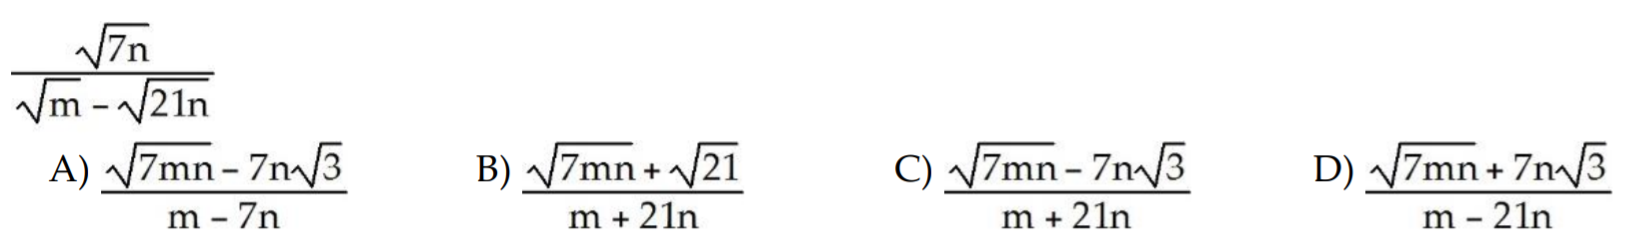 √7n
√m - √21n
A) √7mn - 7n√3 B) √7mn + √21 C) √7mn - 7n√3 D) √7mn + 7n√3
m - 7n m + 21n m + 21n m - 21n